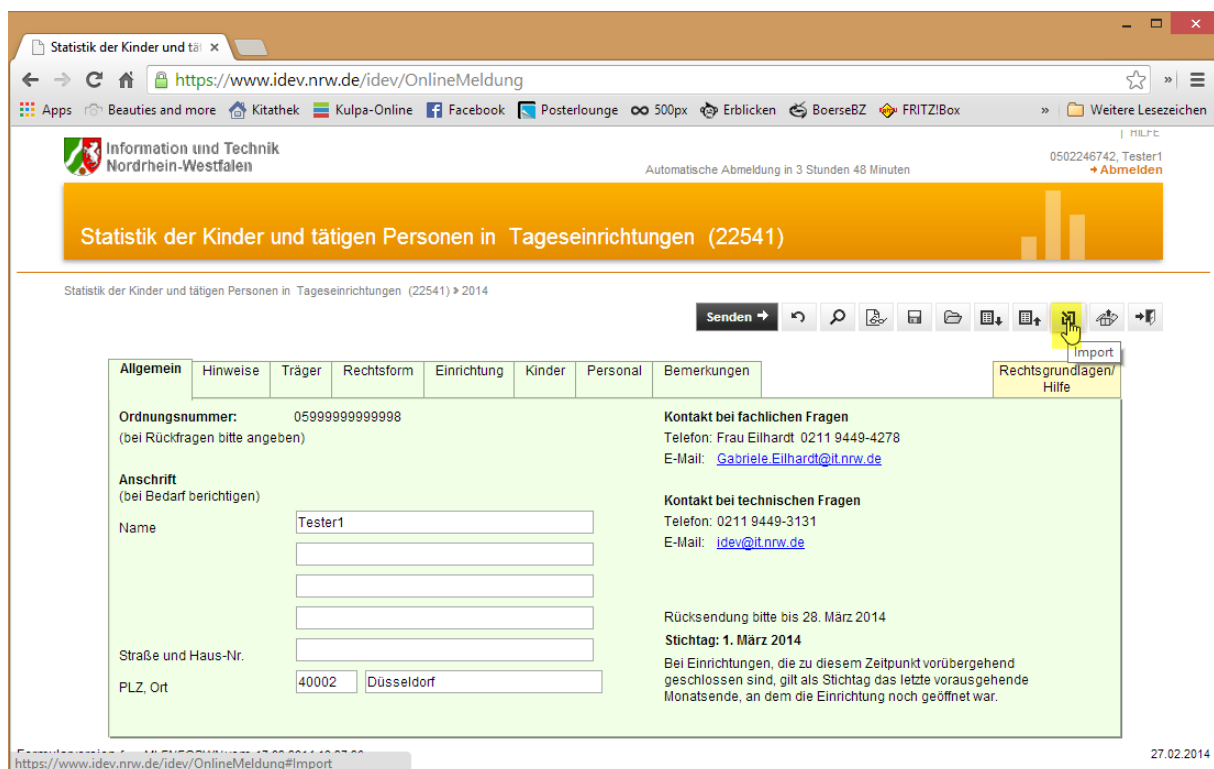 Statistik der Kinder und tät
https://www.idev.nrw.de/idev/OnlineMeldung
Apps Beauties and more Kitathek Kulpa-Online Facebook Posterlounge 500px Erblicken BoerseBZ FRITZ!Box » Weitere Lesezeichen
| HILFE
Information und Technik
Nordrhein-Westfalen
0502246742, Tester1
Automatische Abmeldung in 3 Stunden 48 Minuten
Abmelden
Statistik der Kinder und tätigen Personen in Tageseinrichtungen (22541)
Statistik der Kinder und tätigen Personen in Tageseinrichtungen (22541) » 2014
Senden
Import
Allgemein Hinweise Träger Rechtsform Einrichtung Kinder Personal Bemerkungen
Rechtsgrundlagen/
Hilfe
Ordnungsnummer: 05999999999998
(bei Rückfragen bitte angeben)
Anschrift
(bei Bedarf berichtigen)
Name Tester1
Straße und Haus-Nr.
PLZ, Ort 40002 Düsseldorf
Kontakt bei fachlichen Fragen
Telefon: Frau Eilhardt 0211 9449-4278
E-Mail: Gabriele.Eilhardt@it.nrw.de
Kontakt bei technischen Fragen
Telefon: 0211 9449-3131
E-Mail: idev@it.nrw.de
Rücksendung bitte bis 28. März 2014
Stichtag: 1. März 2014
Bei Einrichtungen, die zu diesem Zeitpunkt vorübergehend
geschlossen sind, gilt als Stichtag das letzte vorausgehende
Monatsende, an dem die Einrichtung noch geöffnet war.
27.02.2014
https://www.idev.nrw.de/idev/OnlineMeldung#Import